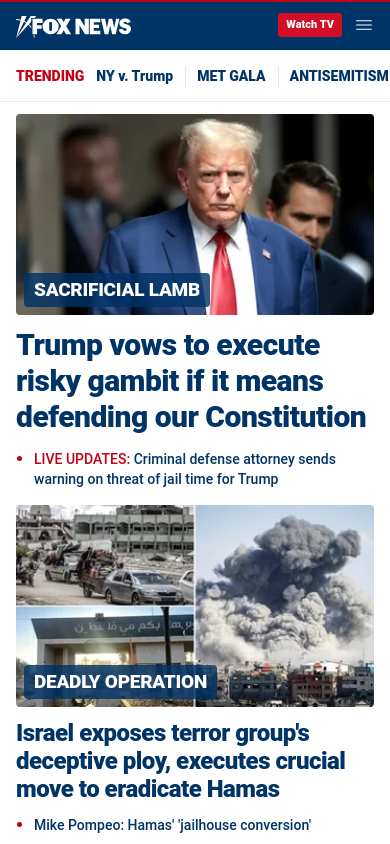 FOX NEWS
Watch TV
TRENDING NY v. Trump MET GALA ANTISEMITISM
SACRIFICIAL LAMB
Trump vows to execute
risky gambit if it means
defending our Constitution
LIVE UPDATES: Criminal defense attorney sends
warning on threat of jail time for Trump
DEADLY OPERATION
Israel exposes terror group's
deceptive ploy, executes crucial
move to eradicate Hamas
Mike Pompeo: Hamas' 'jailhouse conversion'